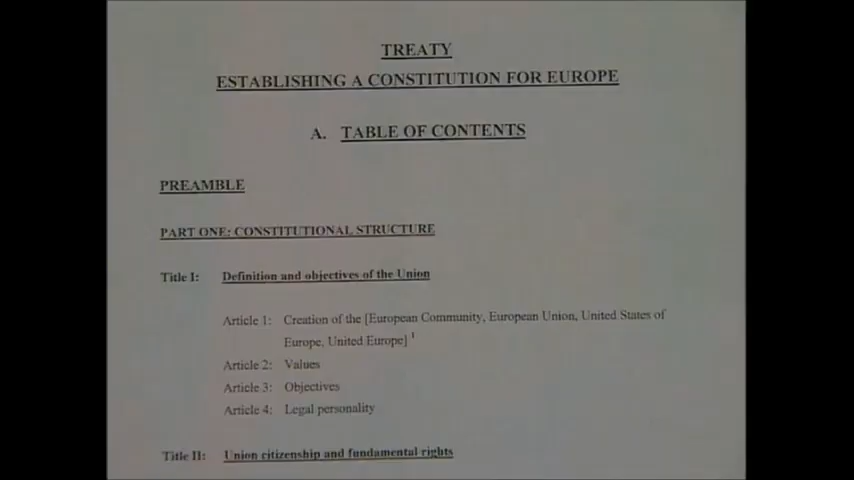 TREATY
ESTABLISHING A CONSTITUTION FOR EUROPE
A. TABLE OF CONTENTS
PREAMBLE
PART ONE: CONSTITUTIONAL STRUCTURE
Title I: Definition and objectives of the Union
Article 1: Creation of the [European Community, European Union, United States of
Europe, United Europe] 1
Article 2: Values
Article 3: Objectives
Article 4: Legal personality
Title II: Union citizenship and fundamental rights